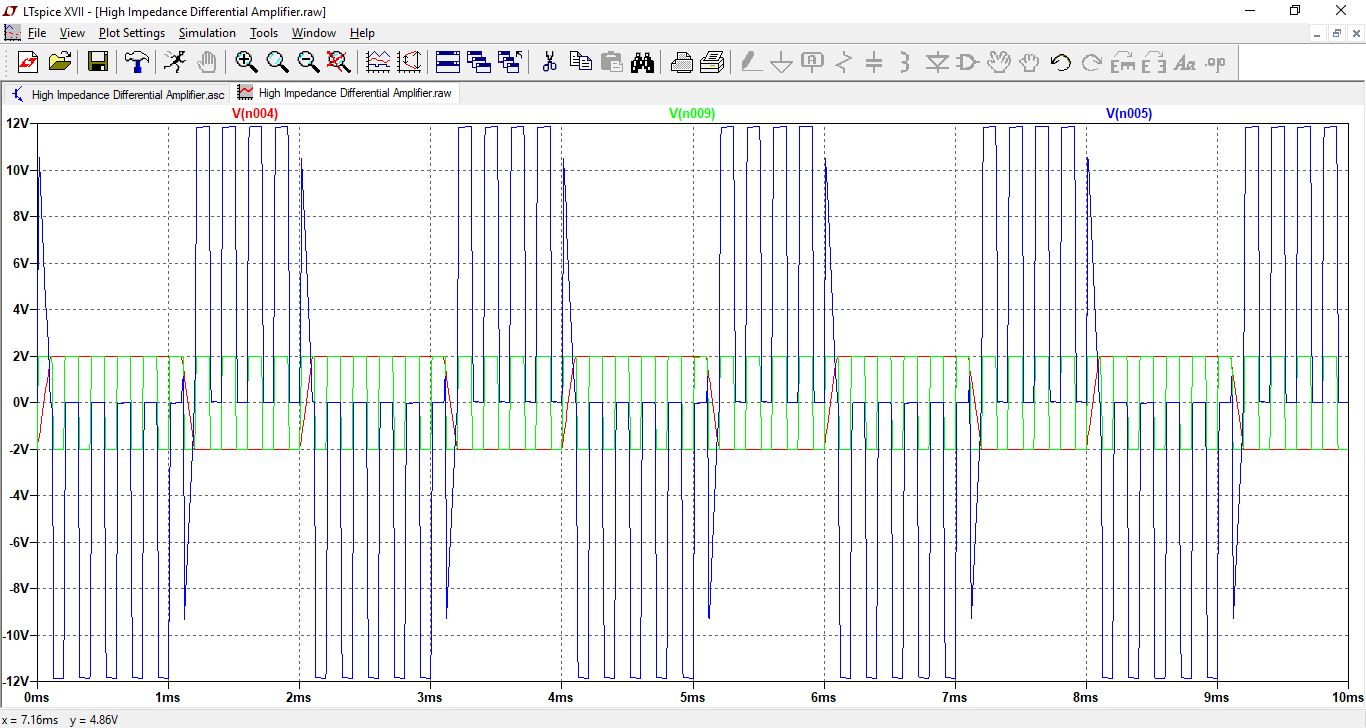 LTspice XVII - [High Impedance Differential Amplifier.raw]
File View Plot Settings Simulation Tools Window Help
High Impedance Differential Amplifier.asc High Impedance Differential Amplifier.raw
V(n004) V(n009) V(n005)
12V
10V
8V
6V
4V
2V
0V
-2V
-4V
-6V
-8V
-10V
-12V
0ms 1ms 2ms 3ms 4ms 5ms 6ms 7ms 8ms 9ms 10ms
x = 7.16ms y = 4.86V